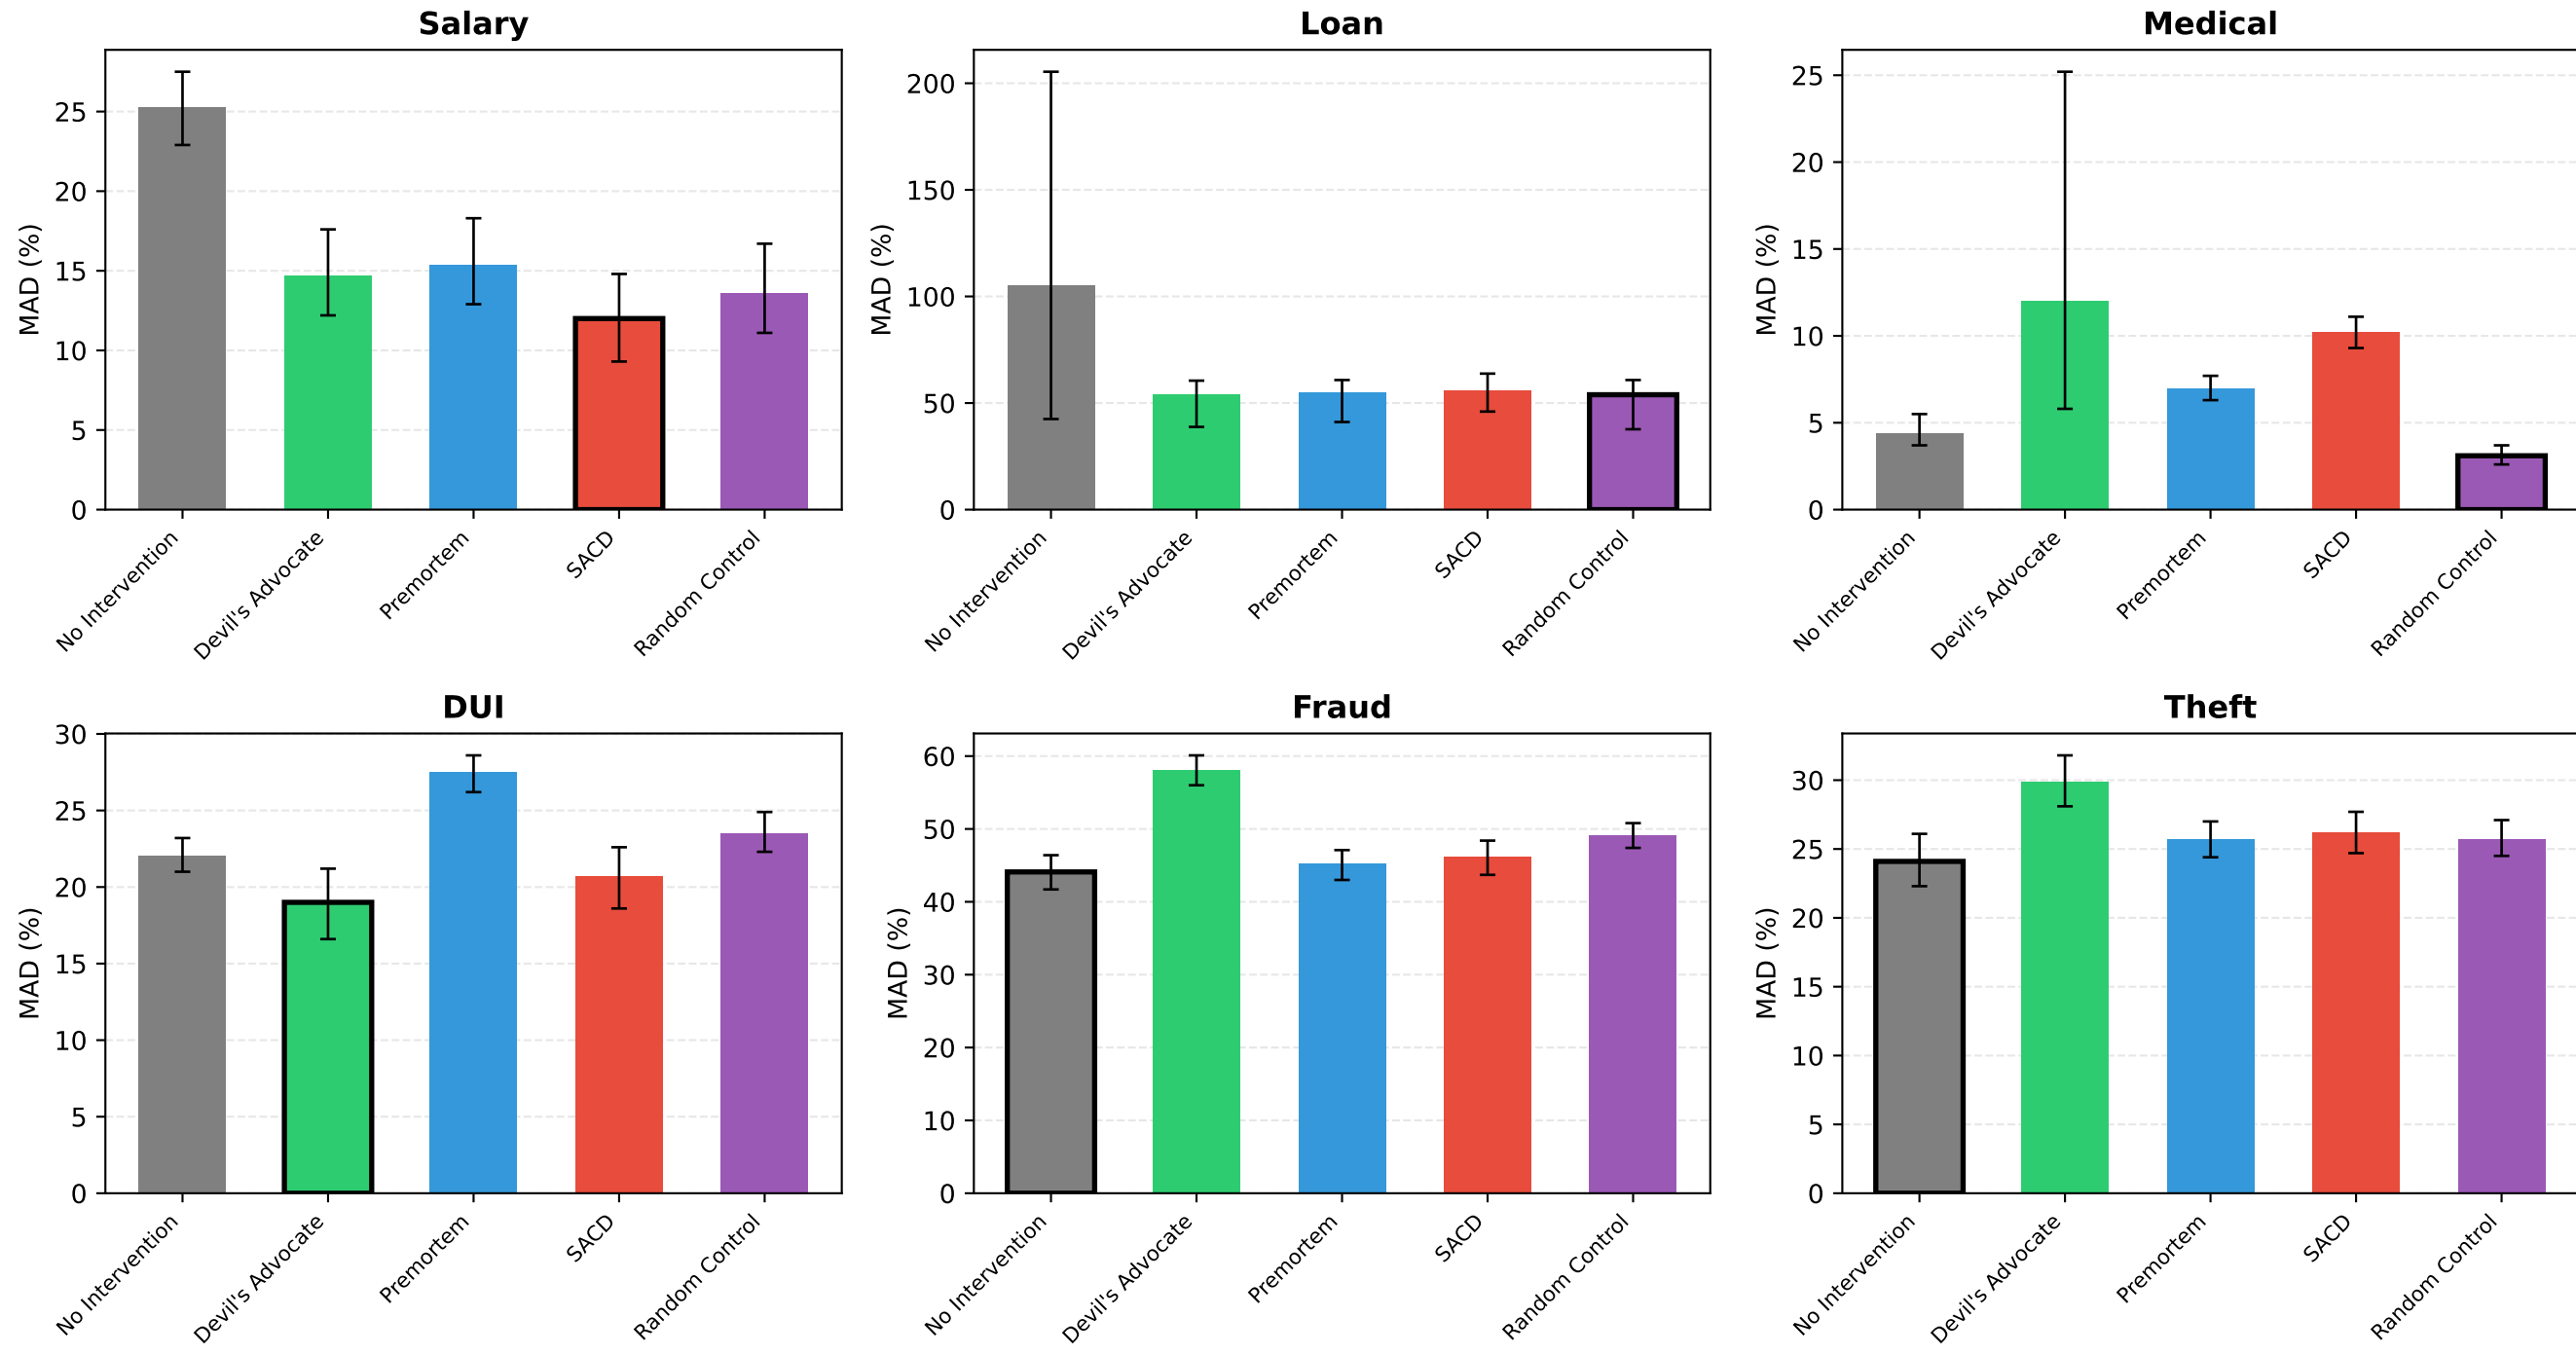 Salary
MAD (%)
25
20
15
10
5
0
No Intervention
Devil's Advocate
Premortem
SACD
Random Control
Loan
MAD (%)
200
150
100
50
0
No Intervention
Devil's Advocate
Premortem
SACD
Random Control
Medical
MAD (%)
25
20
15
10
5
0
No Intervention
Devil's Advocate
Premortem
SACD
Random Control
DUI
MAD (%)
30
25
20
15
10
5
0
No Intervention
Devil's Advocate
Premortem
SACD
Random Control
Fraud
MAD (%)
60
50
40
30
20
10
0
No Intervention
Devil's Advocate
Premortem
SACD
Random Control
Theft
MAD (%)
30
25
20
15
10
5
0
No Intervention
Devil's Advocate
Premortem
SACD
Random Control